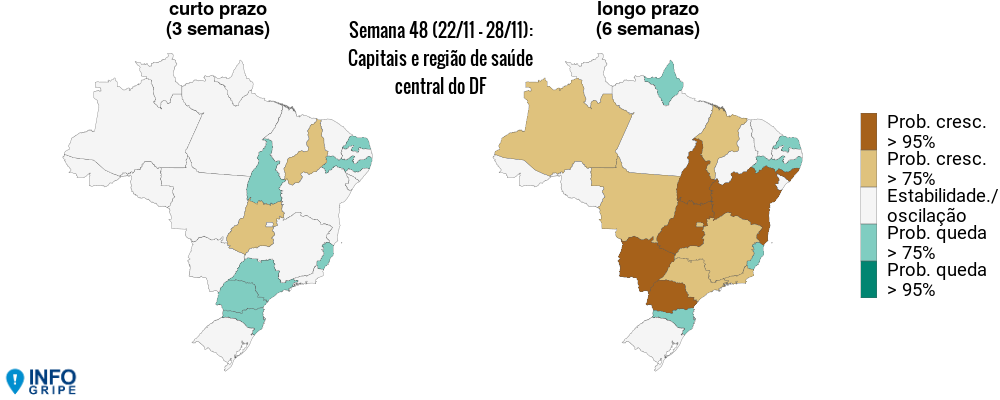 curto prazo
(3 semanas)
Semana 48 (22/11 - 28/11):
Capitais e região de saúde
central do DF
longo prazo
(6 semanas)
Prob. cresc.
> 95%
Prob. cresc.
> 75%
Estabilidade./
oscilação
Prob. queda
> 75%
Prob. queda
> 95%
INFO
GRIPE